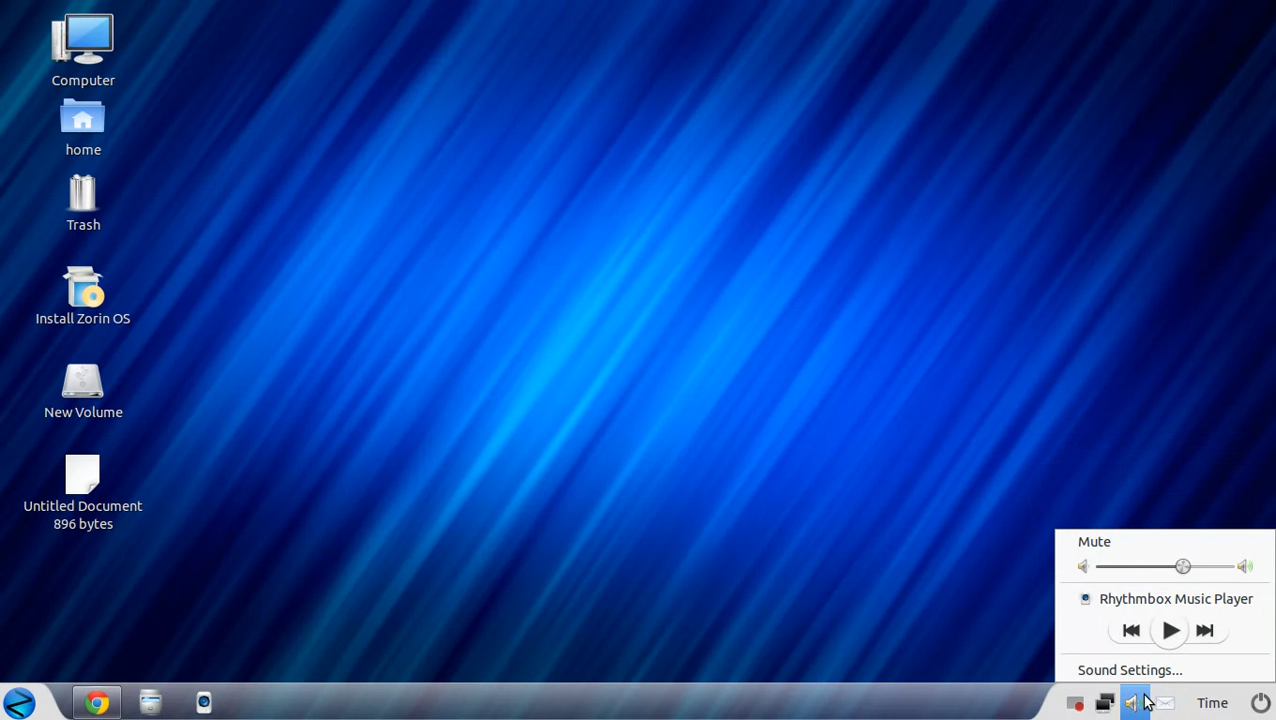 Computer
home
Trash
Install Zorin OS
New Volume
Untitled Document
896 bytes
Mute
Rhythmbox Music Player
Sound Settings...
Time